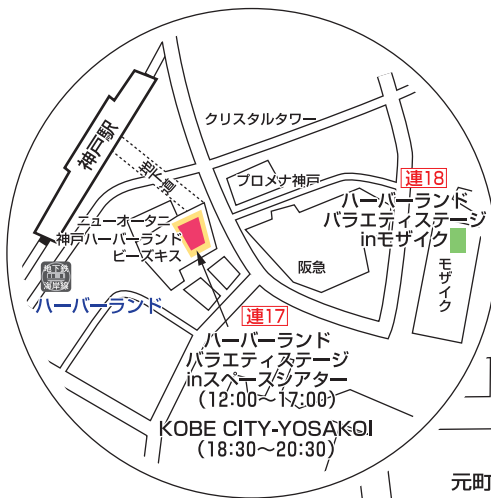 クリスタルタワー
神戸駅
地下道
プロメナ神戸
連18
ハーバーランド
バラエティステージ
inモザイク
ニューオータニ
神戸ハーバーランド
ビーズキス
阪急
モザイク
地下鉄
海岸線
ハーバーランド
連17
ハーバーランド
バラエティステージ
inスペースシアター
(12:00〜17:00)
KOBE CITY-YOSAKOI
(18:30〜20:30)
元町